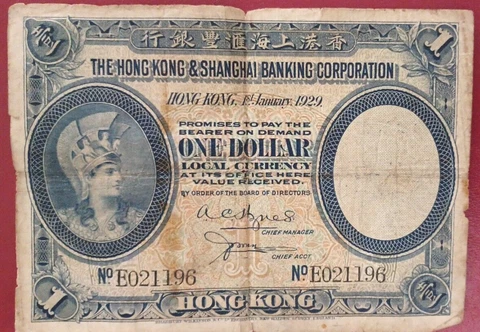 行銀豐滙海上港香
1
THE HONG KONG & SHANGHAI BANKING CORPORATION
HONG KONG, 1st January, 1929.
PROMISES TO PAY THE
BEARER ON DEMAND
ONE DOLLAR
LOCAL CURRENCY
AT ITS OFFICE HERE
VALUE RECEIVED.
BY ORDER OF THE BOARD OF DIRECTORS
CHIEF MANAGER
CHIEF ACCT.
No E021196 No E021196
1 HONG KONG